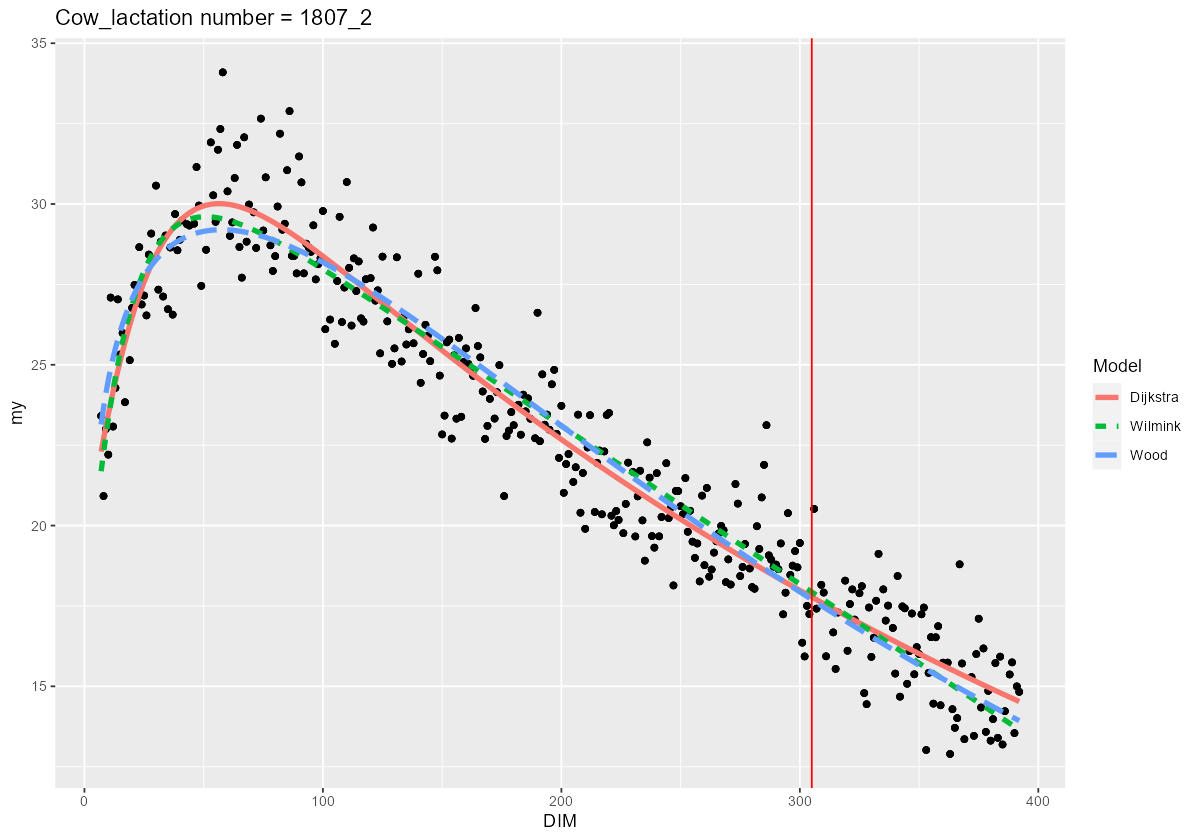 Cow_lactation number = 1807_2
35
30
25
20
15
my
0 100 200 300 400
DIM
Model
Dijkstra
Wilmink
Wood